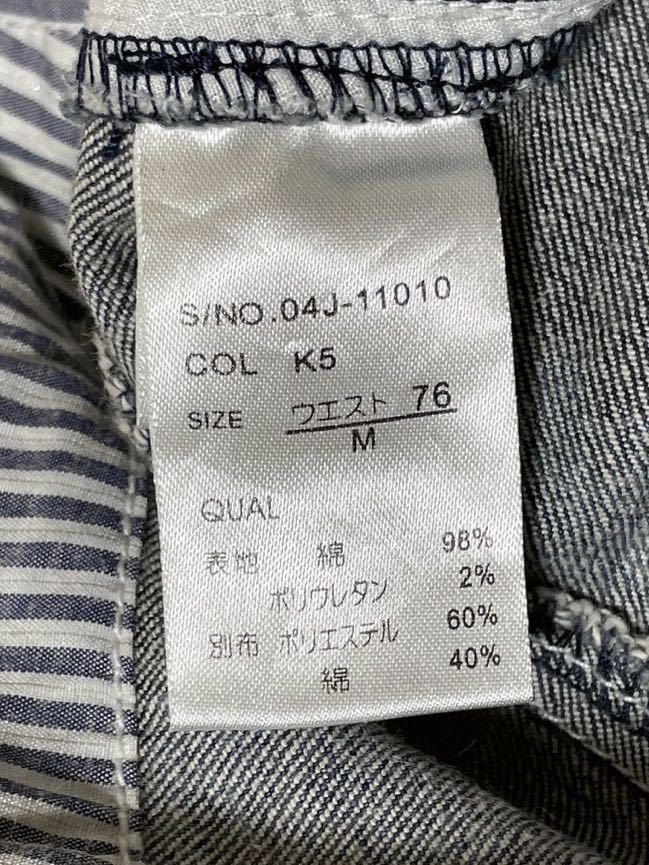 S/NO.04J-11010
COL K5
SIZE ウエスト 76
M
QUAL
表地 綿 98%
ポリウレタン 2%
別布 ポリエステル 60%
綿 40%